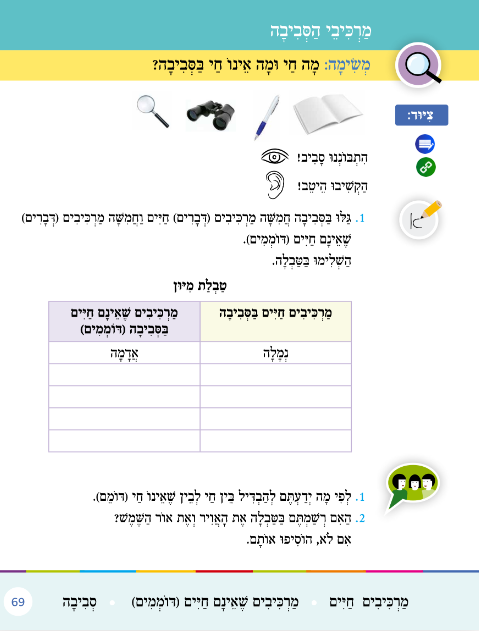 מַרְכִּיבֵי הַסְּבִיבָה
מְשִׂימָה: מָה חַי וּמָה אֵינוֹ חַי בַּסְּבִיבָה?
צִיּוּד:
הִתְבּוֹנְנוּ סָבִיב!
הַקְשִׁיבוּ הֵיטֵב!
1. גַּלּוּ בַּסְּבִיבָה חֲמִשָּׁה מַרְכִּיבִים (דְּבָרִים) חַיִּים וַחֲמִשָּׁה מַרְכִּיבִים (דְּבָרִים)
שֶׁאֵינָם חַיִּים (דּוֹמְמִים).
הַשְׁלִימוּ בַּטַּבְלָה.
טַבְלַת מִיּוּן
מַרְכִּיבִים חַיִּים בַּסְּבִיבָה
מַרְכִּיבִים שֶׁאֵינָם חַיִּים
בַּסְּבִיבָה (דּוֹמְמִים)
נְמָלָה
אֲדָמָה
1. לְפִי מָה יְדַעְתֶּם לְהַבְדִּיל בֵּין חַי לְבֵין שֶׁאֵינוֹ חַי (דּוֹמֵם).
2. הַאִם רְשַׁמְתֶּם בַּטַּבְלָה אֶת הָאֲוִיר וְאֶת אוֹר הַשֶּׁמֶשׁ?
אִם לֹא, הוֹסִיפוּ אוֹתָם.
מַרְכִּיבִים חַיִּים • מַרְכִּיבִים שֶׁאֵינָם חַיִּים (דּוֹמְמִים) • סְבִיבָה
69